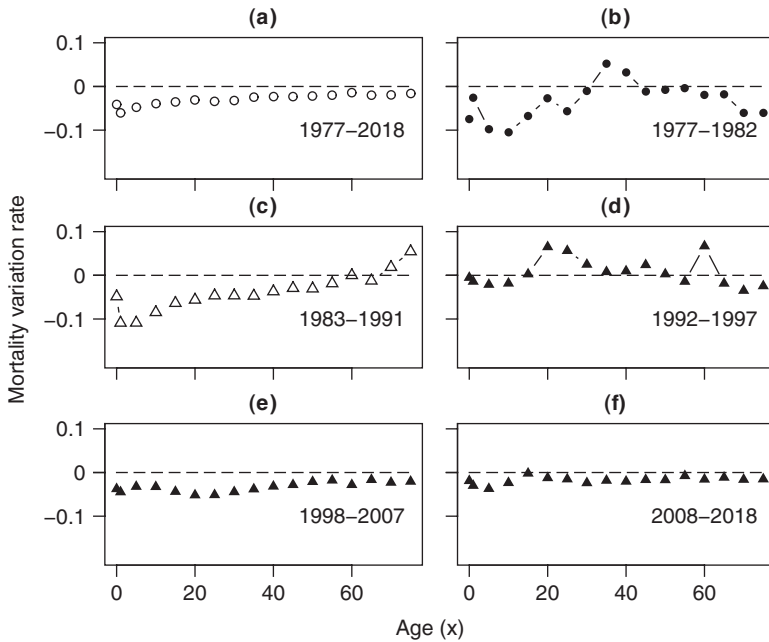 (a)
(b)
0.1
0
−0.1
1977−2018
1977−1982
(c)
(d)
0.1
0
−0.1
1983−1991
1992−1997
(e)
(f)
0.1
0
−0.1
1998−2007
2008−2018
0 20 40 60
0 20 40 60
Mortality variation rate
Age (x)